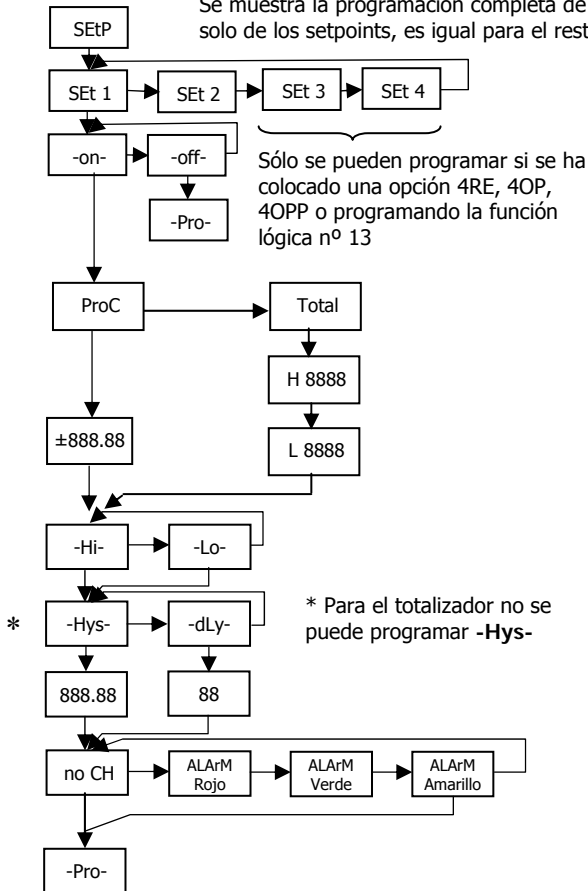 Se muestra la programación completa de
solo de los setpoints, es igual para el rest
SEtP
SEt 1
SEt 2
SEt 3
SEt 4
-on-
-off-
-Pro-
Sólo se pueden programar si se ha
colocado una opción 4RE, 4OP,
4OPP o programando la función
lógica nº 13
ProC
Total
H 8888
±888.88
L 8888
-Hi-
-Lo-
*
-Hys-
-dLy-
* Para el totalizador no se
puede programar -Hys-
888.88
88
no CH
ALArM
Rojo
ALArM
Verde
ALArM
Amarillo
-Pro-